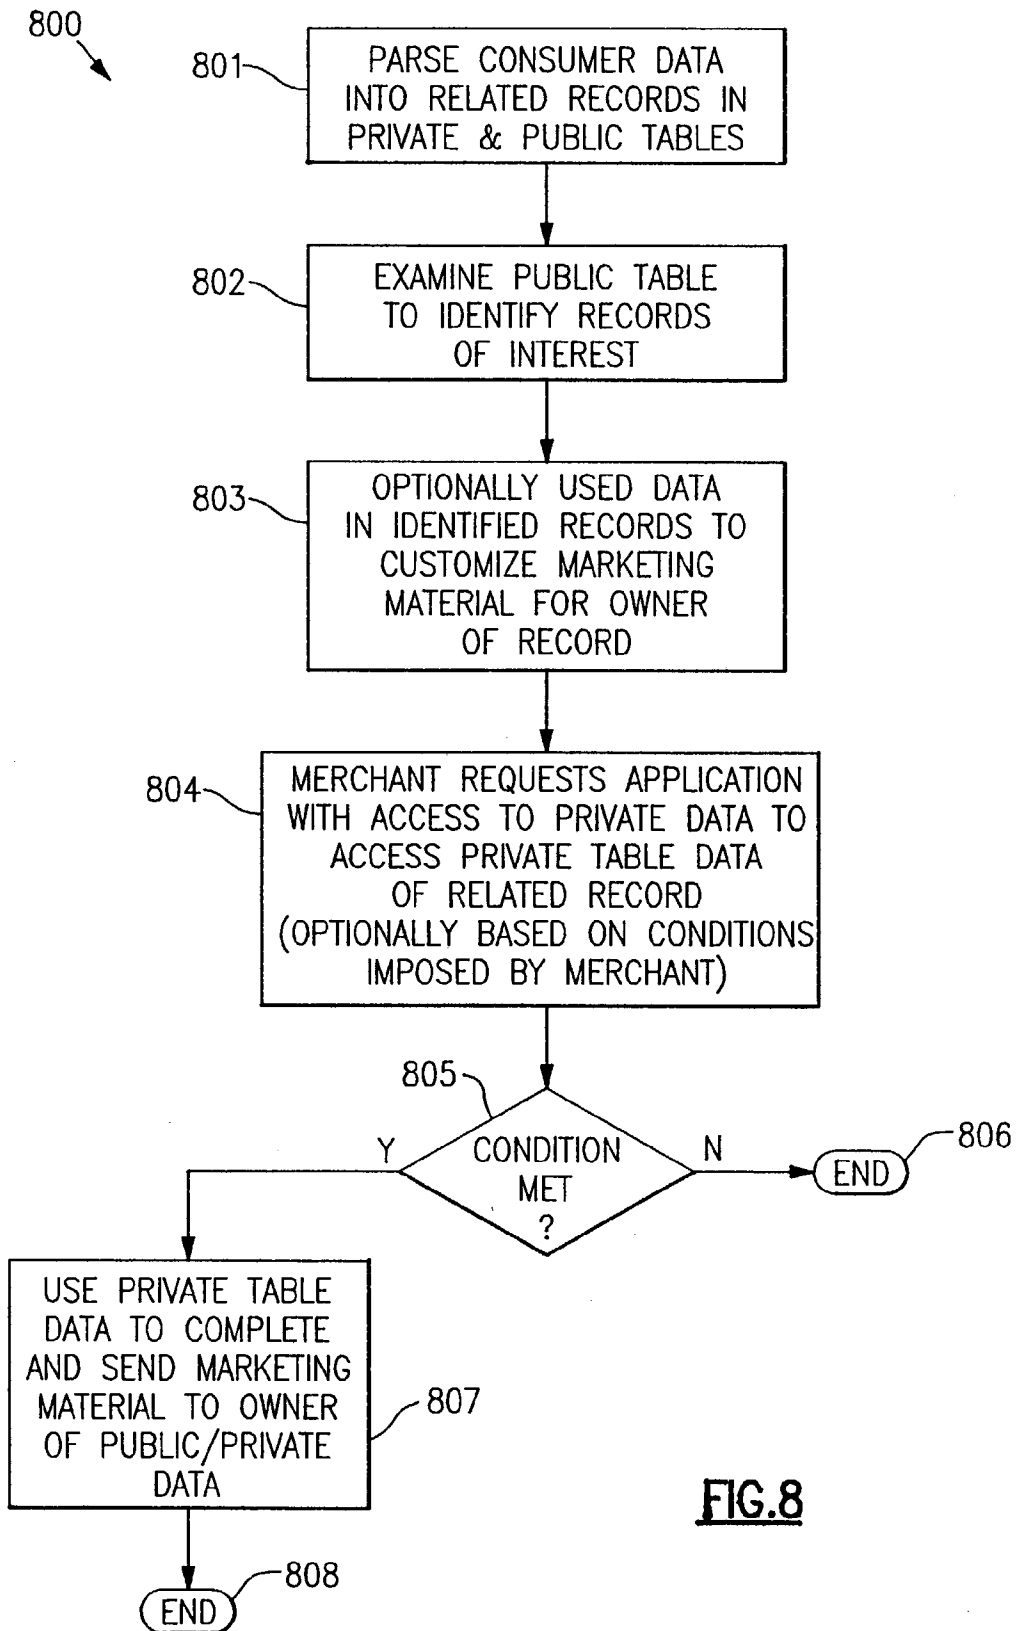 800
801
PARSE CONSUMER DATA
INTO RELATED RECORDS IN
PRIVATE & PUBLIC TABLES
802
EXAMINE PUBLIC TABLE
TO IDENTIFY RECORDS
OF INTEREST
803
OPTIONALLY USED DATA
IN IDENTIFIED RECORDS TO
CUSTOMIZE MARKETING
MATERIAL FOR OWNER
OF RECORD
804
MERCHANT REQUESTS APPLICATION
WITH ACCESS TO PRIVATE DATA TO
ACCESS PRIVATE TABLE DATA
OF RELATED RECORD
(OPTIONALLY BASED ON CONDITIONS
IMPOSED BY MERCHANT)
805
Y
CONDITION
MET
?
N
END
806
USE PRIVATE TABLE
DATA TO COMPLETE
AND SEND MARKETING
MATERIAL TO OWNER
OF PUBLIC/PRIVATE
DATA
807
END
808
FIG.8